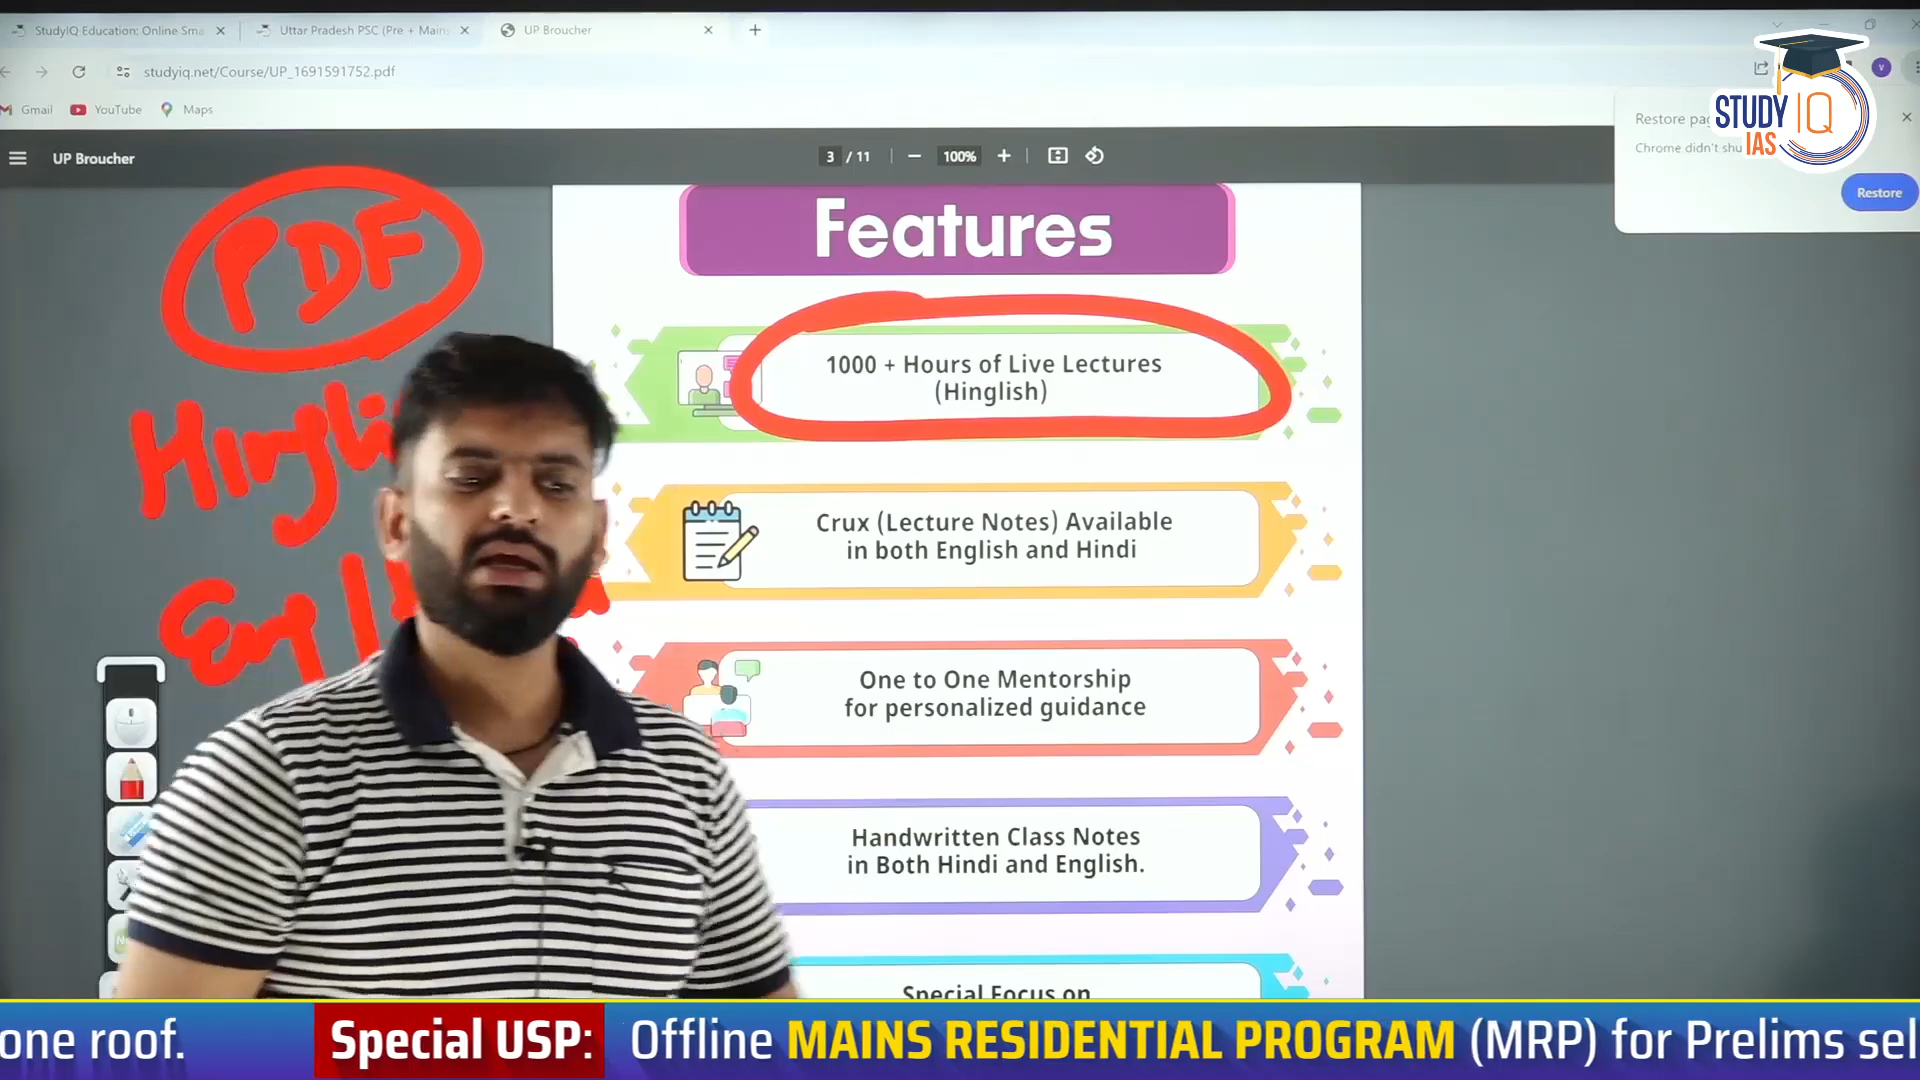 StudyIQ Education: Online Sma
Uttar Pradesh PSC (Pre + Mains
UP Broucher
studyiq.net/Course/UP_1691591752.pdf
Gmail
YouTube
Maps
V
STUDY IQ
IAS
Restore pag
Chrome didn't shu
Restore
UP Broucher
3 / 11
100%
PDF
Hingli
Eng
Features
1000 + Hours of Live Lectures
(Hinglish)
Crux (Lecture Notes) Available
in both English and Hindi
One to One Mentorship
for personalized guidance
Handwritten Class Notes
in Both Hindi and English.
Special Focus on
one roof.
Special USP:
Offline MAINS RESIDENTIAL PROGRAM (MRP) for Prelims sel